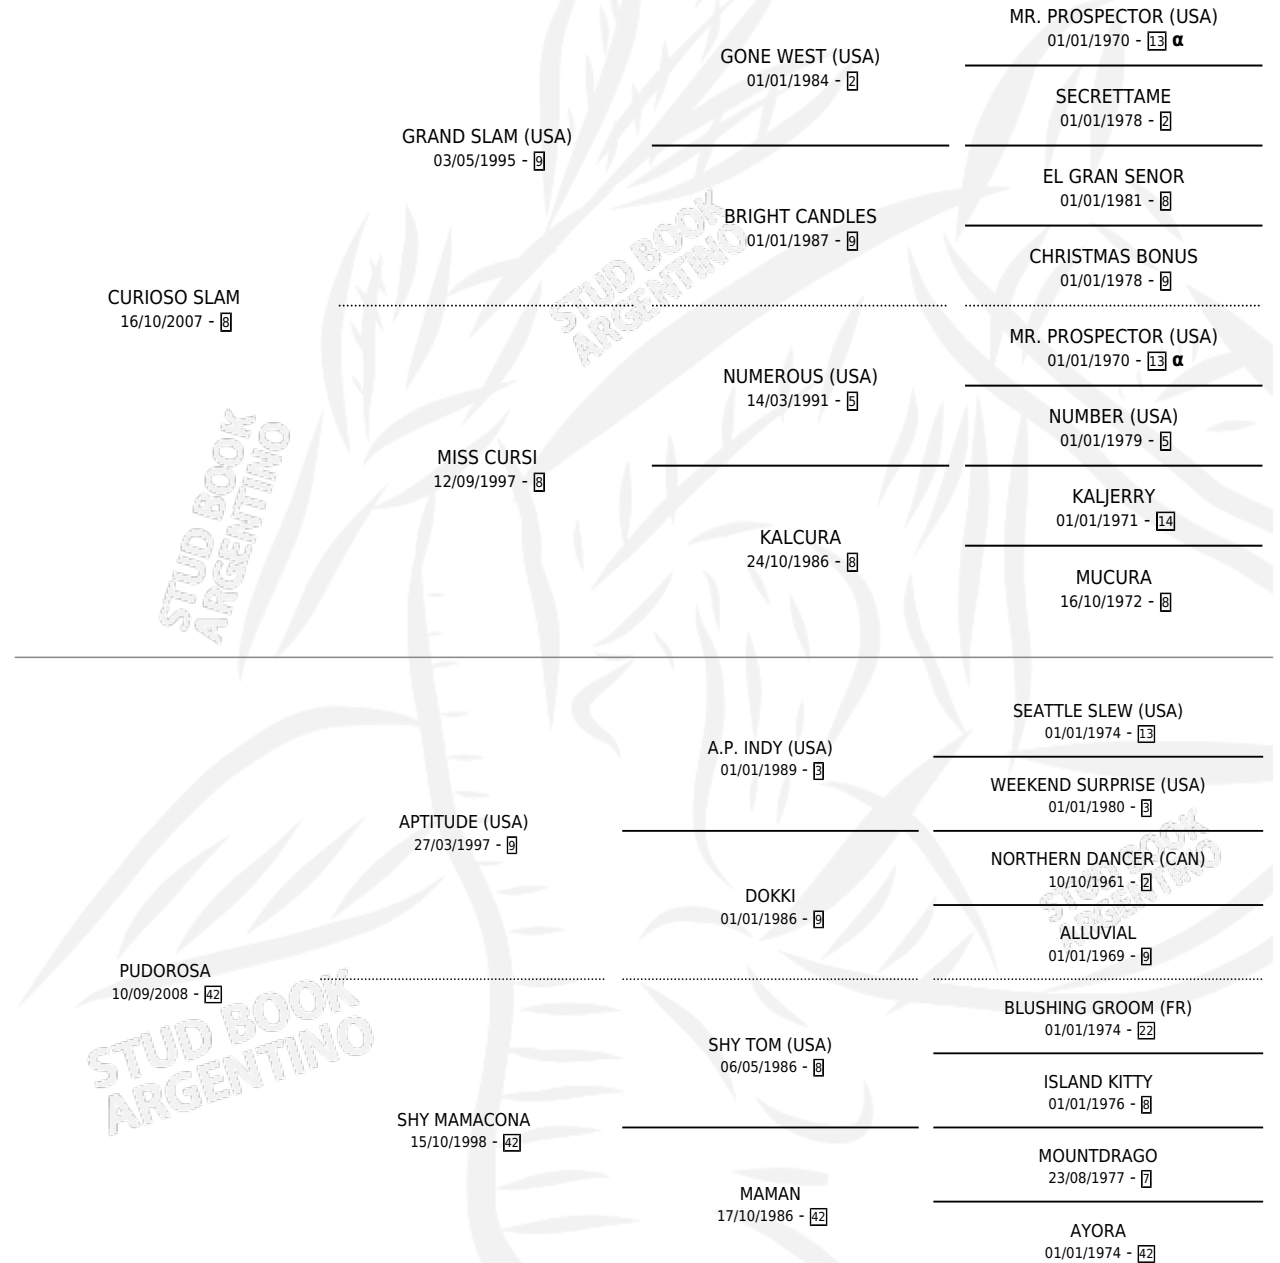 MR. PROSPECTOR (USA)
01/01/1970 - 13 α
GONE WEST (USA)
01/01/1984 - 2
SECRETTAME
01/01/1978 - 2
GRAND SLAM (USA)
03/05/1995 - 9
EL GRAN SENOR
01/01/1981 - 8
BRIGHT CANDLES
01/01/1987 - 9
CHRISTMAS BONUS
01/01/1978 - 9
CURIOSO SLAM
16/10/2007 - 8
MR. PROSPECTOR (USA)
01/01/1970 - 13 α
NUMEROUS (USA)
14/03/1991 - 5
NUMBER (USA)
01/01/1979 - 5
MISS CURSI
12/09/1997 - 8
KALJERRY
01/01/1971 - 14
KALCURA
24/10/1986 - 8
MUCURA
16/10/1972 - 8
SEATTLE SLEW (USA)
01/01/1974 - 13
A.P. INDY (USA)
01/01/1989 - 3
WEEKEND SURPRISE (USA)
01/01/1980 - 3
APTITUDE (USA)
27/03/1997 - 9
NORTHERN DANCER (CAN)
10/10/1961 - 2
DOKKI
01/01/1986 - 9
ALLUVIAL
01/01/1969 - 9
PUDOROSA
10/09/2008 - 42
BLUSHING GROOM (FR)
01/01/1974 - 22
SHY TOM (USA)
06/05/1986 - 8
ISLAND KITTY
01/01/1976 - 8
SHY MAMACONA
15/10/1998 - 42
MOUNTDRAGO
23/08/1977 - 7
MAMAN
17/10/1986 - 42
AYORA
01/01/1974 - 42
STUD BOOK
ARGENTINO
STUD BOOK
ARGENTINO
STUD BOOK
ARGENTINO
STUD BOOK
ARGENTINO